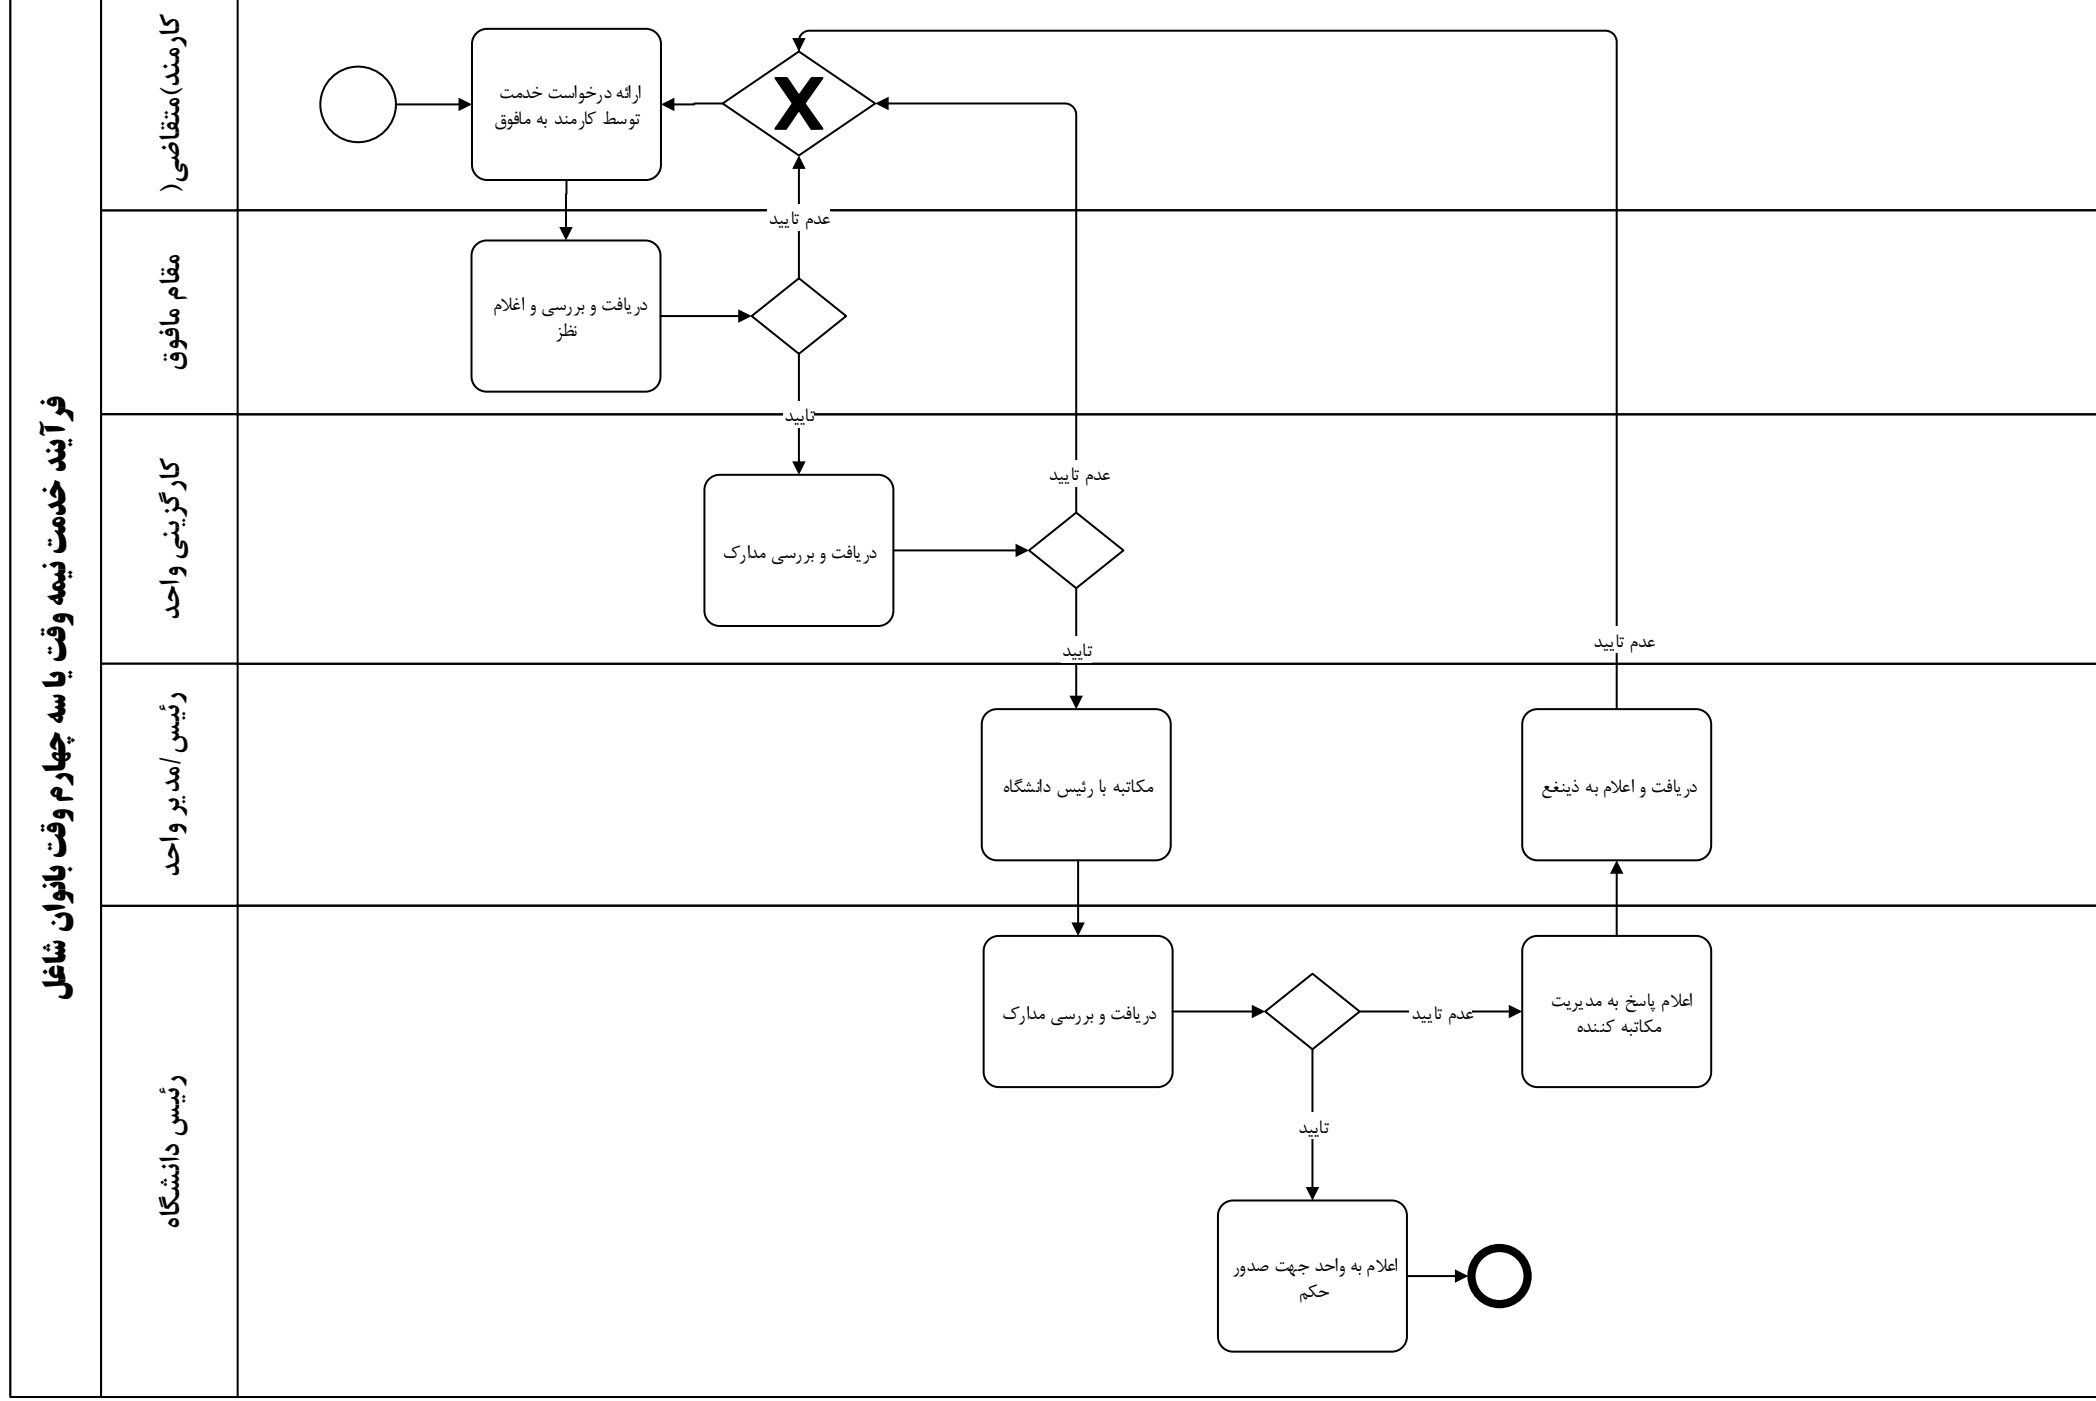 فرآیند خدمت نیمه وقت یا سه چهارم وقت بانوان شاغل
کارمند)متقاضی(
ارائه درخواست خدمت
توسط کارمند به مافوق
X
عدم تایید
مقام مافوق
دریافت و بررسی و اغلام
نظز
تایید
کارگزینی واحد
دریافت و بررسی مدارک
عدم تایید
تایید
عدم تایید
رئیس/مدیر واحد
مکاتبه با رئیس دانشگاه
دریافت و اعلام به ذینغع
رئیس دانشگاه
دریافت و بررسی مدارک
عدم تایید
اعلام پاسخ به مدیریت
مکاتبه کننده
تایید
اعلام به واحد جهت صدور
حکم